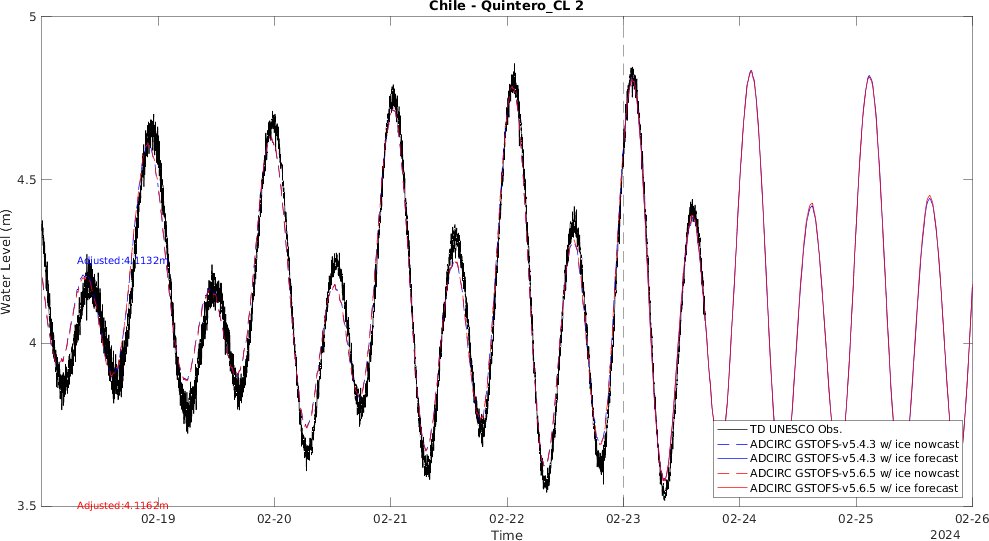 Chile - Quintero_CL 2
5
4.5
4
3.5
Water Level (m)
Adjusted:4.1132m
Adjusted:4.1162m
TD UNESCO Obs.
ADCIRC GSTOFS-v5.4.3 w/ ice nowcast
ADCIRC GSTOFS-v5.4.3 w/ ice forecast
ADCIRC GSTOFS-v5.6.5 w/ ice nowcast
ADCIRC GSTOFS-v5.6.5 w/ ice forecast
02-19 02-20 02-21 02-22 02-23 02-24 02-25 02-26
Time
2024